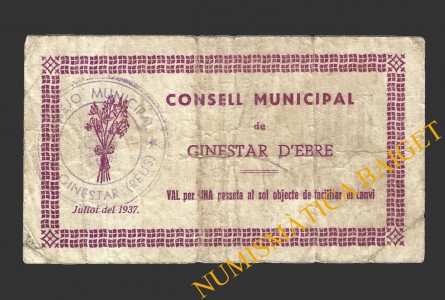 CONSELL MUNICIPAL
de
GINESTAR D'EBRE
VAL per UNA pesseta al sol objecte de facilitar el canvi
MUNICIPAL
GINESTAR (REUS)
Juliol del 1937.
NUMISMATICA BAIGET